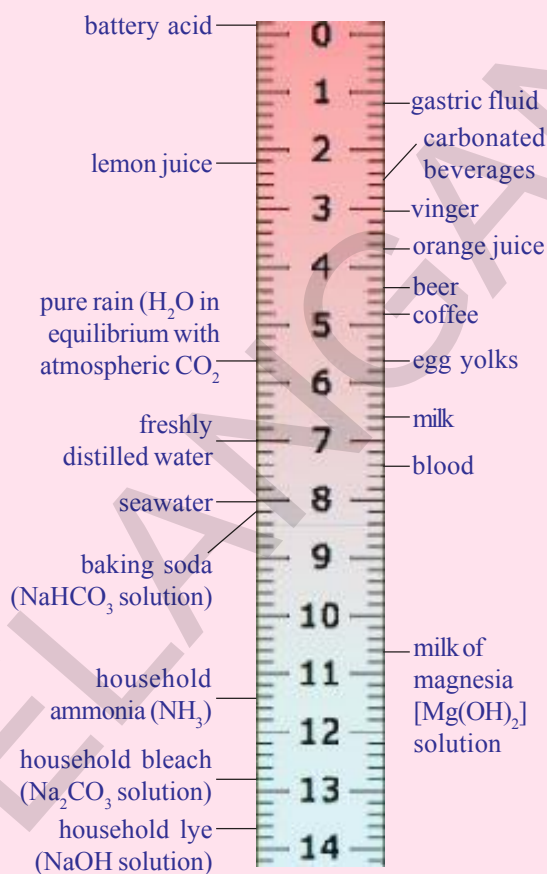 battery acid
0
1
gastric fluid
carbonated
beverages
2
lemon juice
3
vinger
orange juice
4
beer
coffee
pure rain (H₂O in
equilibrium with
atmospheric CO₂
5
egg yolks
6
milk
freshly
distilled water
7
blood
seawater
8
baking soda
(NaHCO₃ solution)
9
10
milk of
magnesia
[Mg(OH)₂]
solution
11
household
ammonia (NH₃)
12
household bleach
(Na₂CO₃ solution)
13
household lye
(NaOH solution)
14
ELANGAN